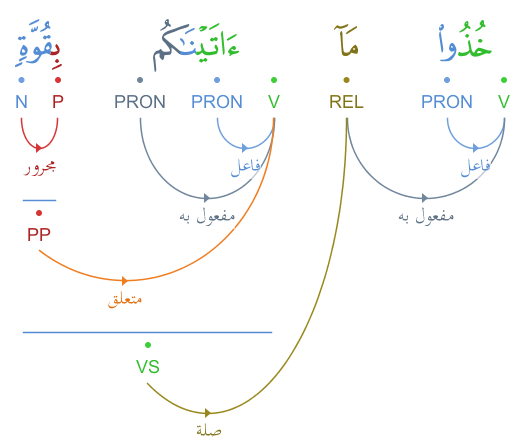 خُذُوا۟ مَآ ءَاتَيْنَـٰكُم بِقُوَّةٍ
V PRON REL V PRON PRON P N
فاعل فاعل مجرور
مفعول به مفعول به
PP
متعلق
VS
صلة